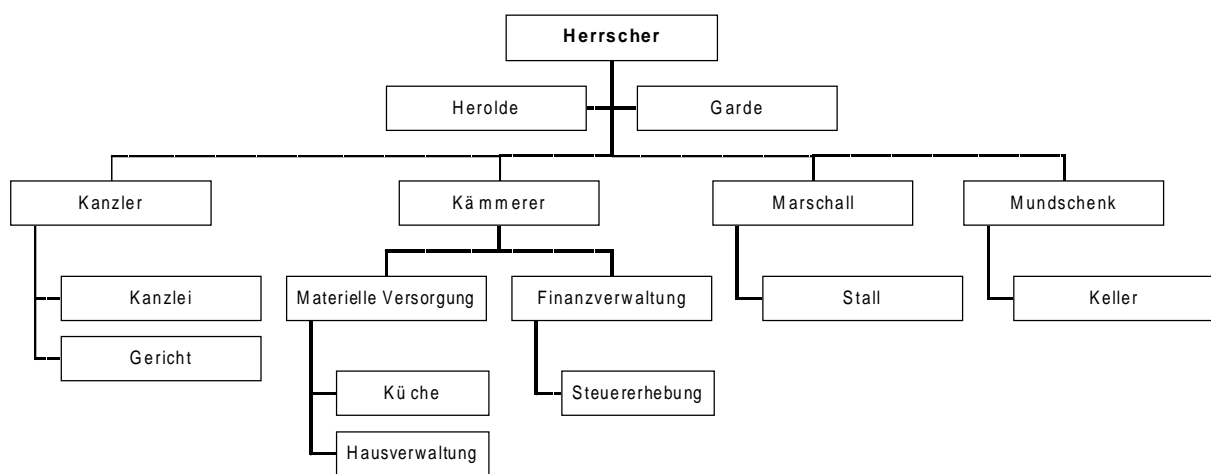 Herrscher
Herolde
Garde
Kanzler
Kämmerer
Marschall
Mundschenk
Kanzlei
Materielle Versorgung
Finanzverwaltung
Stall
Keller
Gericht
Küche
Steuererhebung
Hausverwaltung